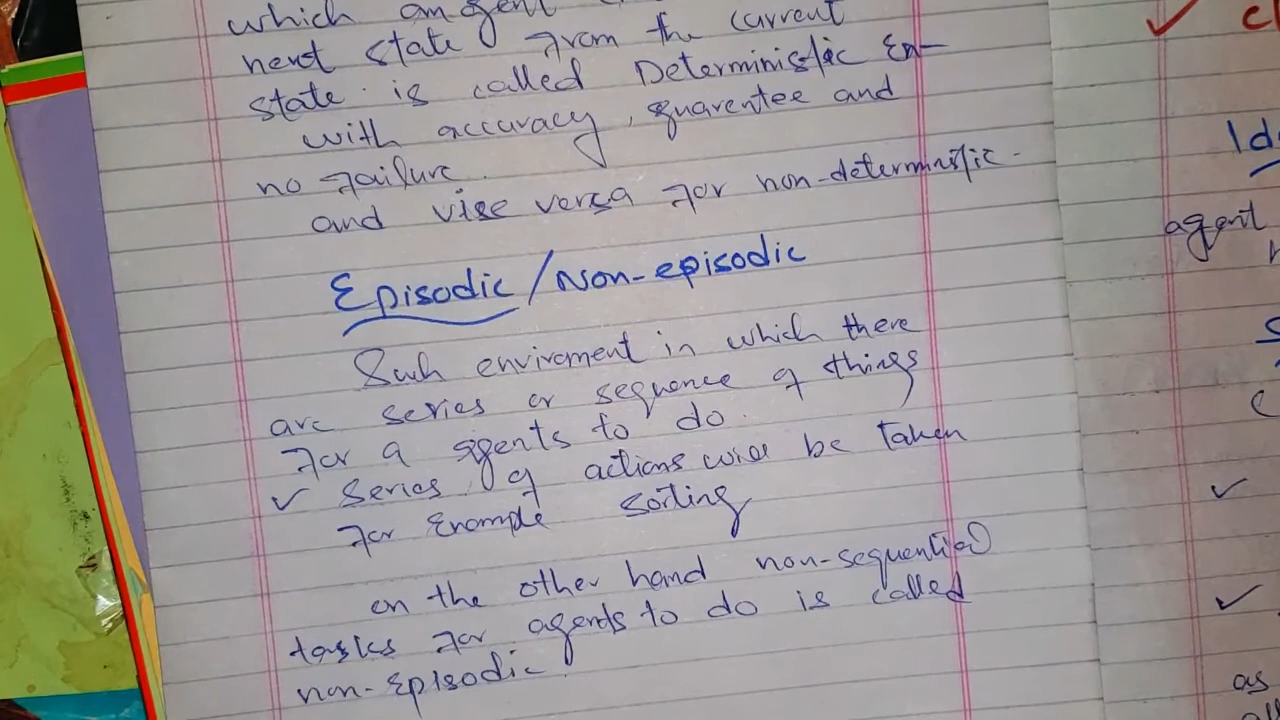 which an agent
next state from the current
state is called Deterministic En-
with accuracy, guarentee and
no failure.
and vise versa for non-deterministic.
Episodic / Non-episodic
Such enviroment in which there
are series or sequence of things
for a agents to do.
✓ Series of actions will be taken
for Example sorting
on the other hand non-sequential
tasks for agents to do is called
non-Episodic.
Id
agent
✓
✓
as